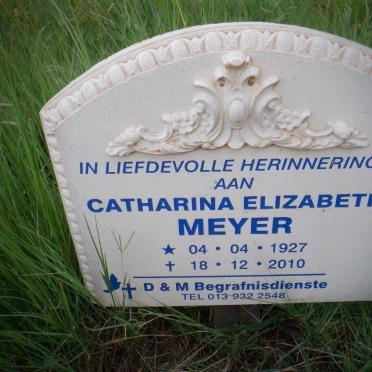 IN LIEFDEVOLLE HERINNERING
AAN
CATHARINA ELIZABETH
MEYER
★ 04 • 04 • 1927
✝ 18 • 12 • 2010
D & M Begrafnisdienste
TEL 013 932 2548